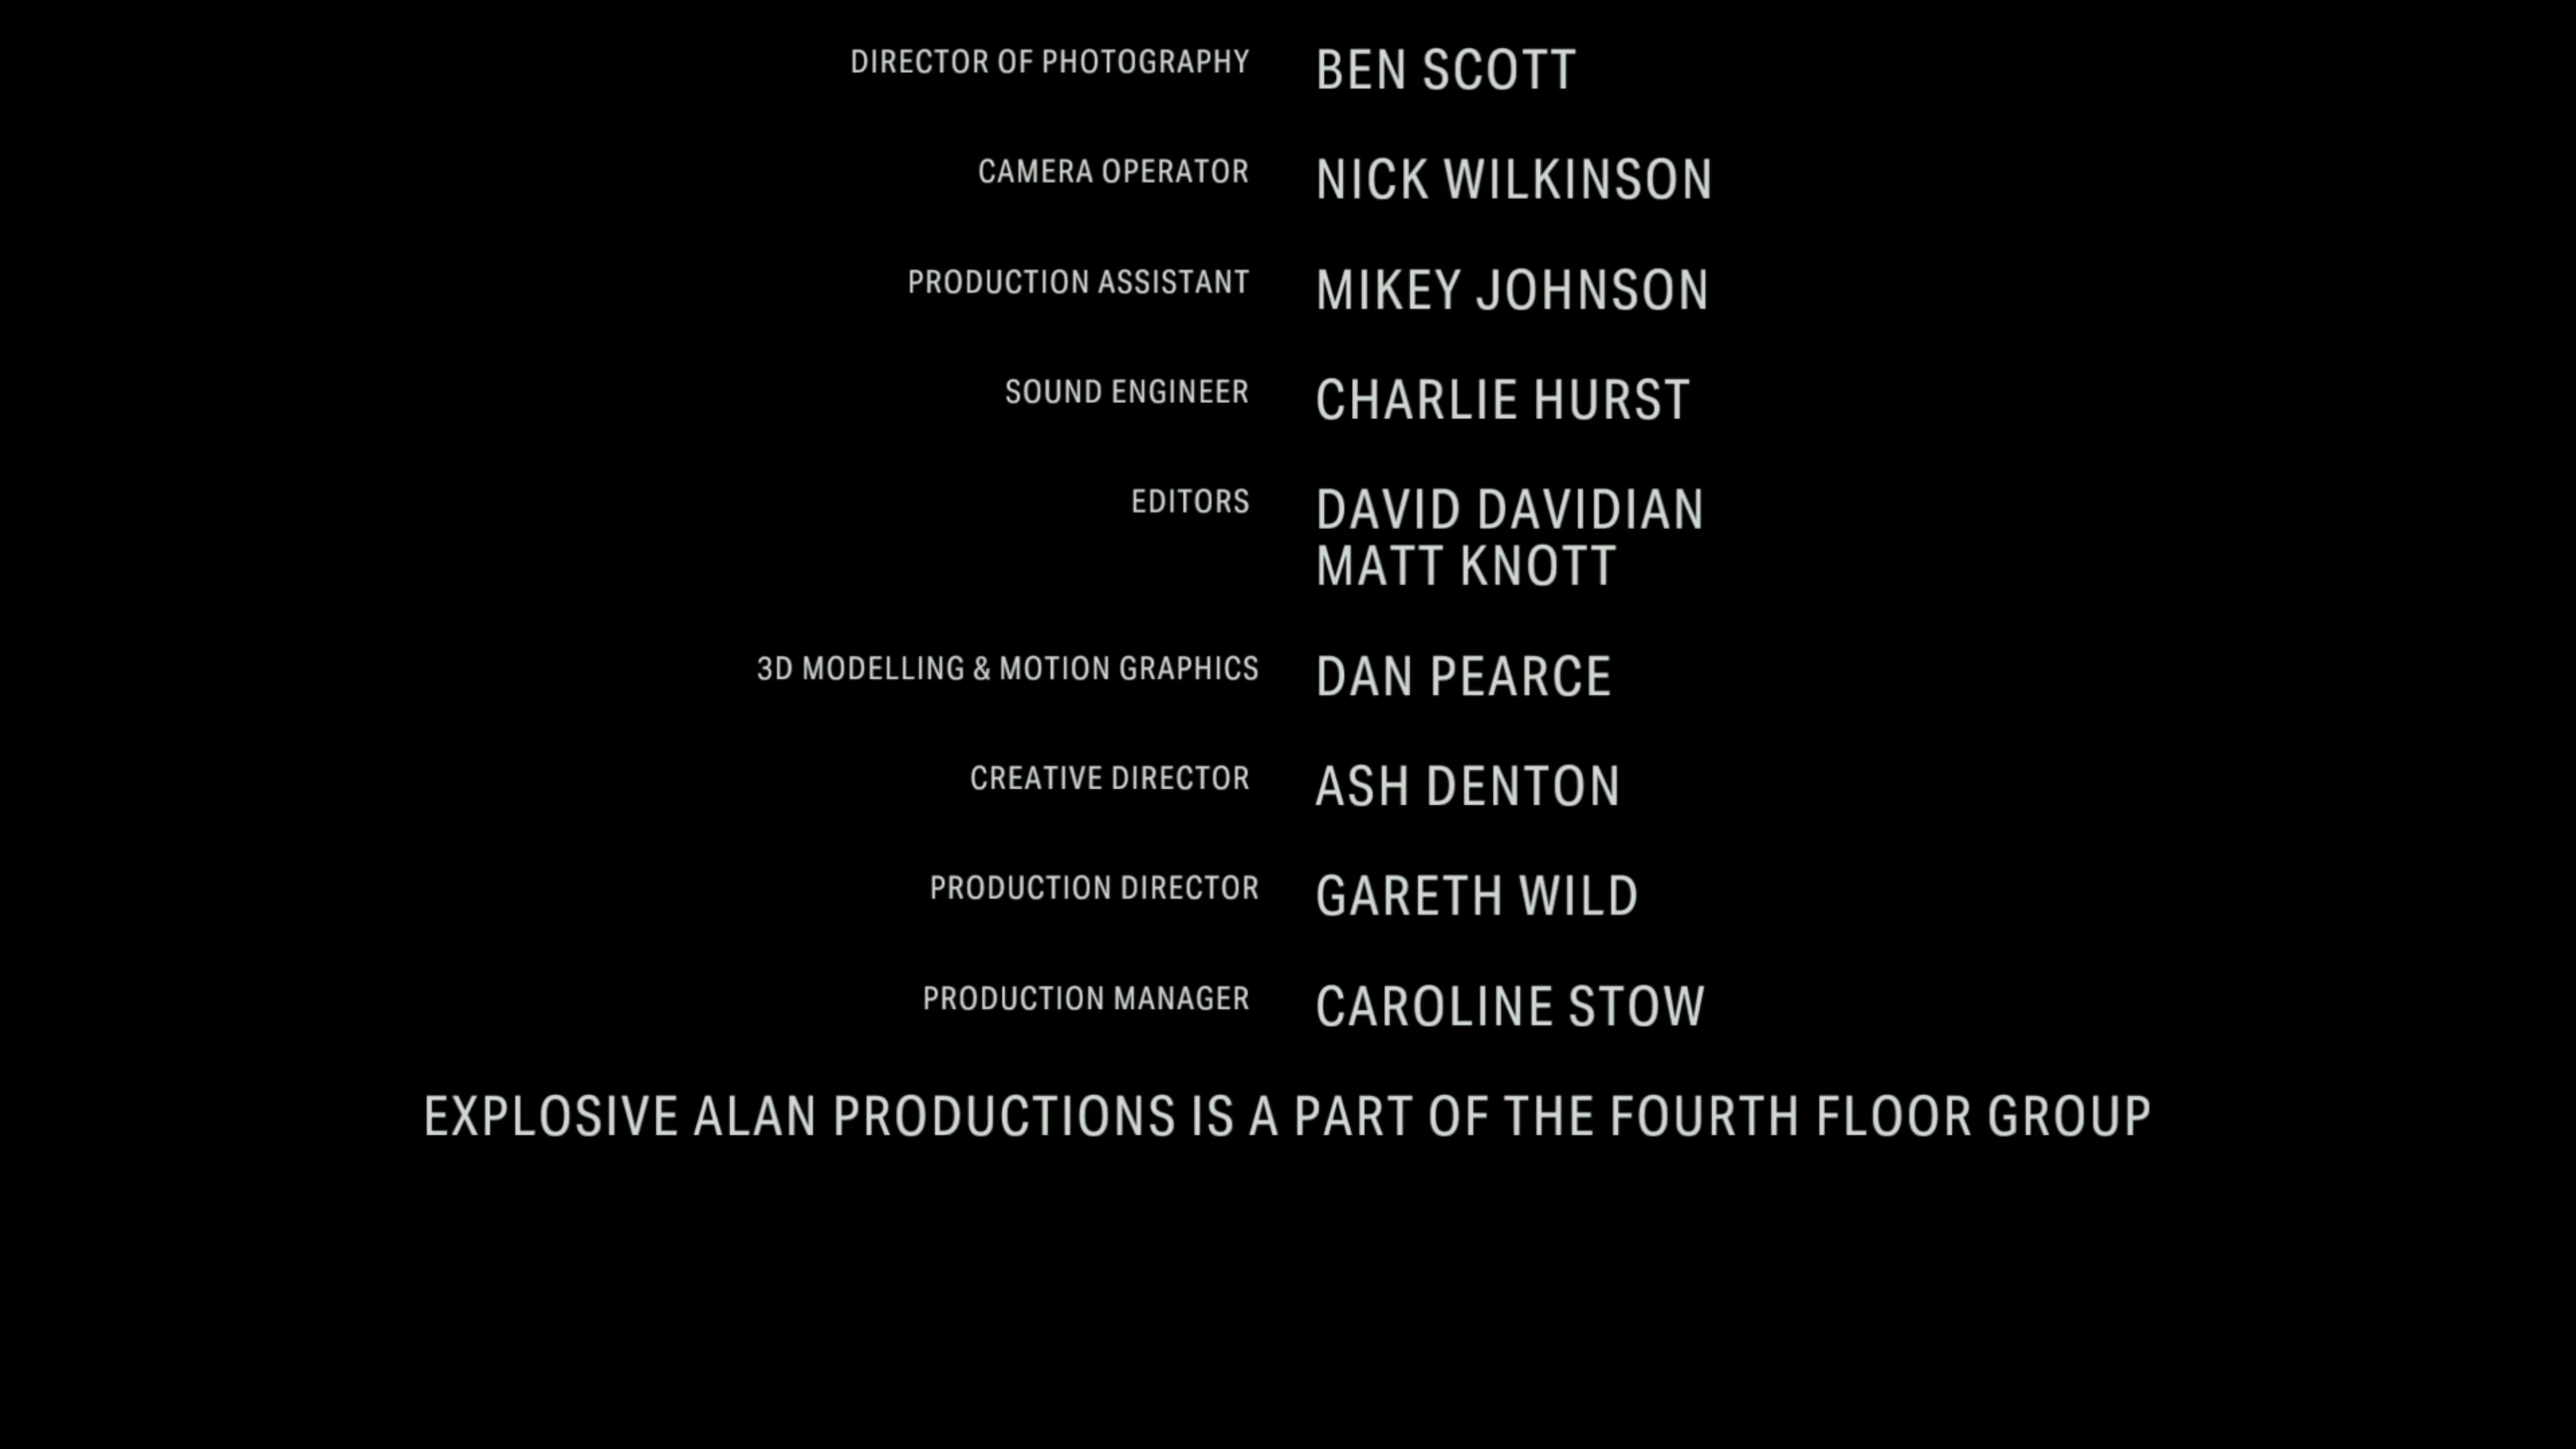 DIRECTOR OF PHOTOGRAPHY BEN SCOTT
CAMERA OPERATOR NICK WILKINSON
PRODUCTION ASSISTANT MIKEY JOHNSON
SOUND ENGINEER CHARLIE HURST
EDITORS DAVID DAVIDIAN
MATT KNOTT
3D MODELLING & MOTION GRAPHICS DAN PEARCE
CREATIVE DIRECTOR ASH DENTON
PRODUCTION DIRECTOR GARETH WILD
PRODUCTION MANAGER CAROLINE STOW
EXPLOSIVE ALAN PRODUCTIONS IS A PART OF THE FOURTH FLOOR GROUP